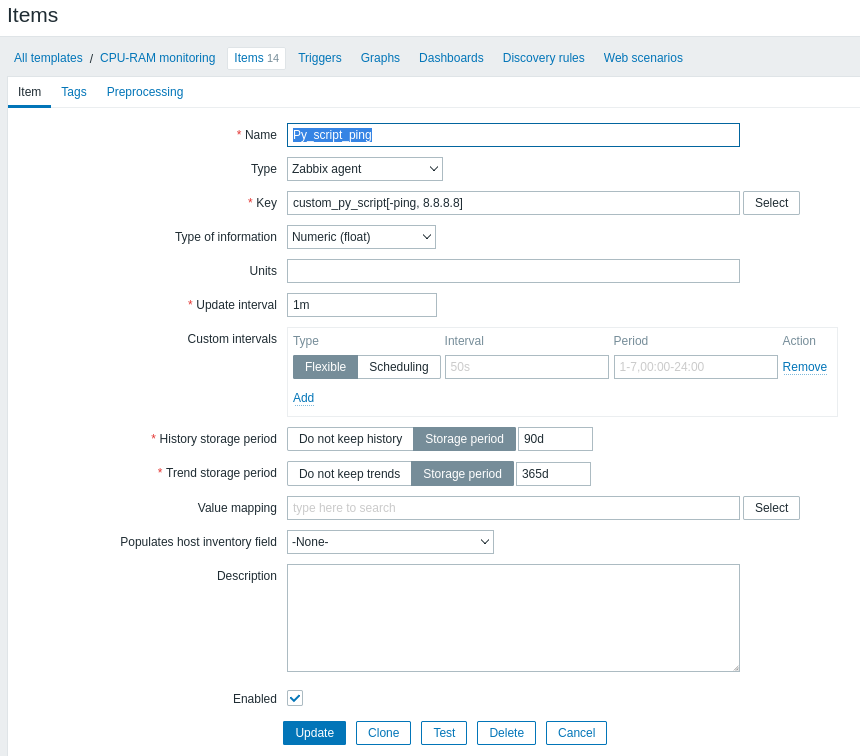 Items
All templates / CPU-RAM monitoring Items 14 Triggers Graphs Dashboards Discovery rules Web scenarios
Item Tags Preprocessing
* Name Py_script_ping
Type Zabbix agent
* Key custom_py_script[-ping, 8.8.8.8] Select
Type of information Numeric (float)
Units
* Update interval 1m
Custom intervals Type Interval Period Action
Flexible Scheduling 50s 1-7,00:00-24:00 Remove
Add
* History storage period Do not keep history Storage period 90d
* Trend storage period Do not keep trends Storage period 365d
Value mapping type here to search Select
Populates host inventory field -None-
Description
Enabled
Update Clone Test Delete Cancel